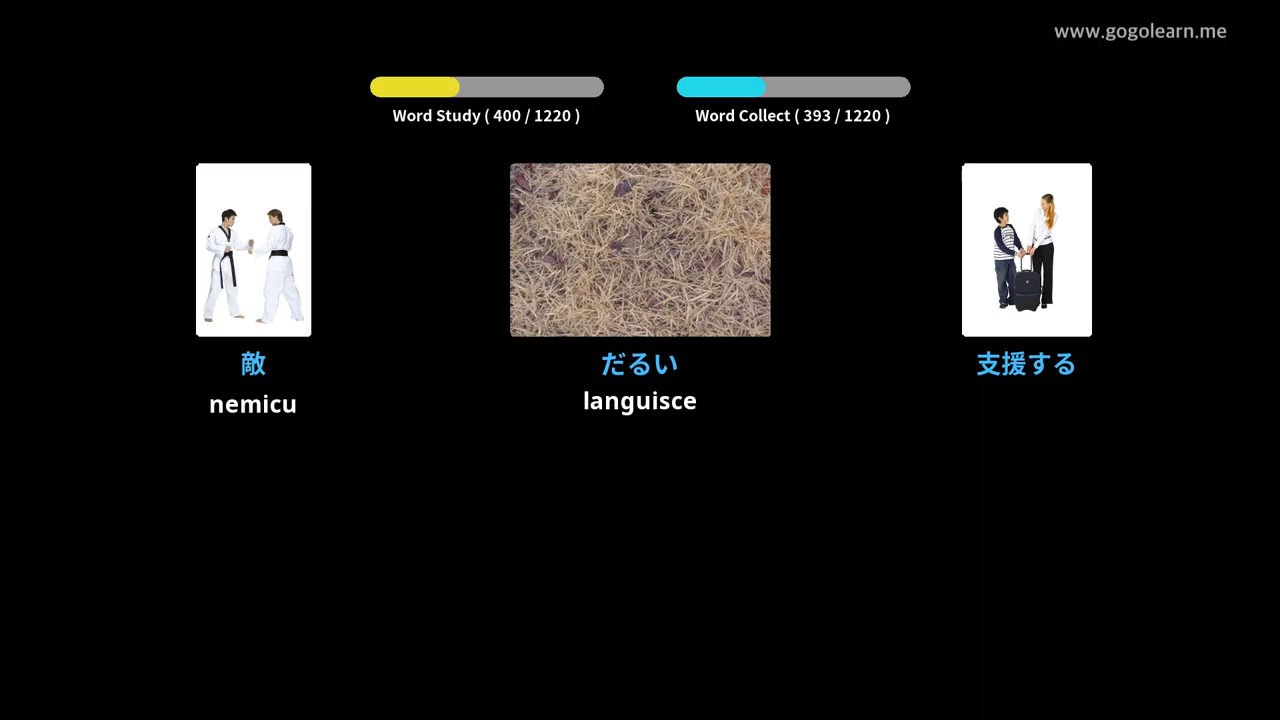 www.gogolearn.me
Word Study ( 400 / 1220 )
Word Collect ( 393 / 1220 )
敵
だるい
支援する
nemicu
languisce